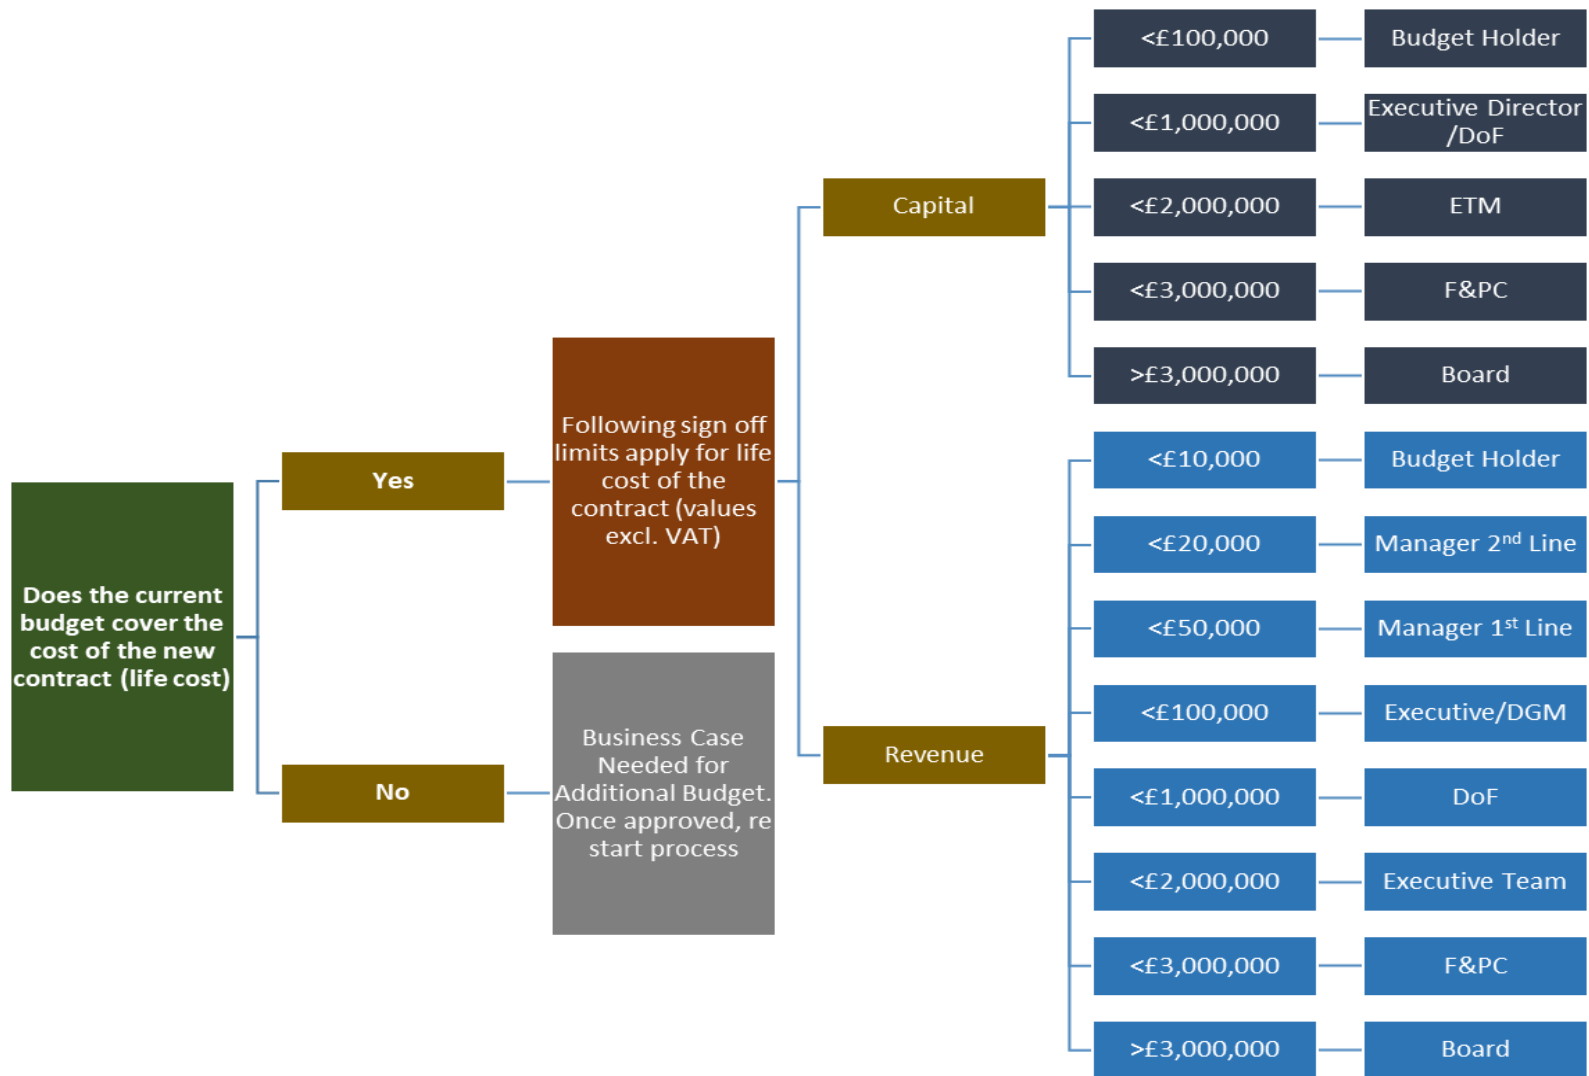 Does the current
budget cover the
cost of the new
contract (life cost)
Yes
No
Following sign off
limits apply for life
cost of the
contract (values
excl. VAT)
Business Case
Needed for
Additional Budget.
Once approved, re
start process
Capital
<£100,000
Budget Holder
<£1,000,000
Executive Director
/DoF
<£2,000,000
ETM
<£3,000,000
F&PC
>£3,000,000
Board
Revenue
<£10,000
Budget Holder
<£20,000
Manager 2nd Line
<£50,000
Manager 1st Line
<£100,000
Executive/DGM
<£1,000,000
DoF
<£2,000,000
Executive Team
<£3,000,000
F&PC
>£3,000,000
Board